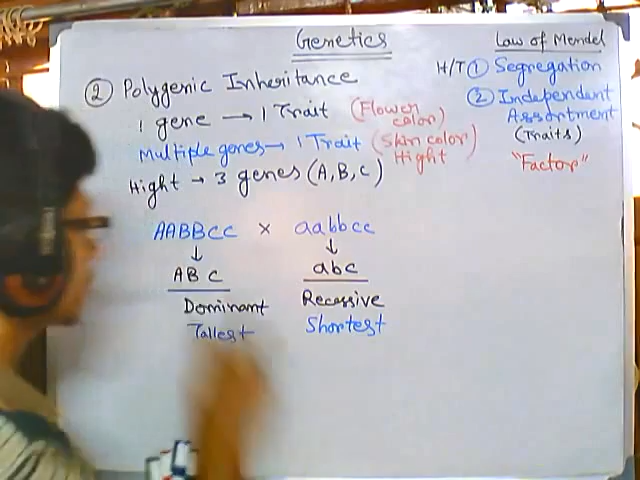 Genetics
Law of Mendel
H/T ① Segregation
② Independent
Assortment
(Traits)
"Factor"
② Polygenic Inheritance
1 gene → 1 Trait (Flower
color)
Multiple genes → 1 Trait (Skin color)
Hight
Hight → 3 genes (A, B, C)
AABBCC × aabbcc
↓ ↓
ABC abc
Dominant Recessive
Tallest Shortest